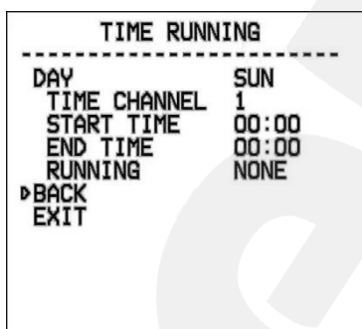 TIME RUNNING
------------------------
DAY SUN
TIME CHANNEL 1
START TIME 00:00
END TIME 00:00
RUNNING NONE
▷BACK
EXIT